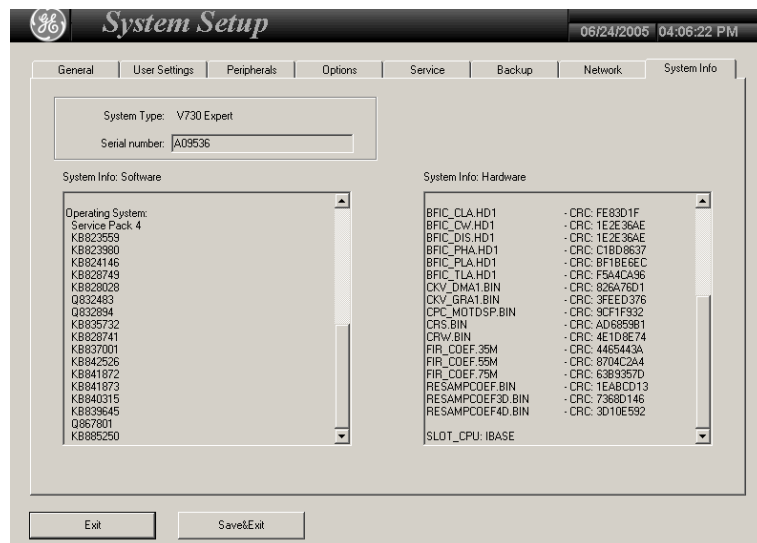 GE System Setup
06/24/2005 04:06:22 PM
General User Settings Peripherals Options Service Backup Network System Info
System Type: V730 Expert
Serial number: A09536
System Info: Software
Operating System:
Service Pack 4
KB823559
KB823980
KB824146
KB828749
KB828028
Q832483
Q832894
KB835732
KB828741
KB837001
KB842526
KB841872
KB841873
KB840315
KB839645
Q867801
KB885250
System Info: Hardware
BFIC_CLA.HD1 - CRC: FE83D1F
BFIC_CW.HD1 - CRC: 1E2E36AE
BFIC_DIS.HD1 - CRC: 1E2E36AE
BFIC_PHA.HD1 - CRC: C1BD8637
BFIC_PLA.HD1 - CRC: BF1BE6EC
BFIC_TLA.HD1 - CRC: F5A4CA96
CKV_DMA1.BIN - CRC: 826A76D1
CKV_GRA1.BIN - CRC: 3FEED376
CPC_MOTDSP.BIN - CRC: 9CF1F932
CRS.BIN - CRC: AD6859B1
CRW.BIN - CRC: 4E1D8E74
FIR_COEF.35M - CRC: 4465443A
FIR_COEF.55M - CRC: 8704C2A4
FIR_COEF.75M - CRC: 63B9357D
RESAMPCOEF.BIN - CRC: 1EABCD13
RESAMPCOEF3D.BIN - CRC: 7368D146
RESAMPCOEF4D.BIN - CRC: 3D10E592
SLOT_CPU: IBASE
Exit Save&Exit